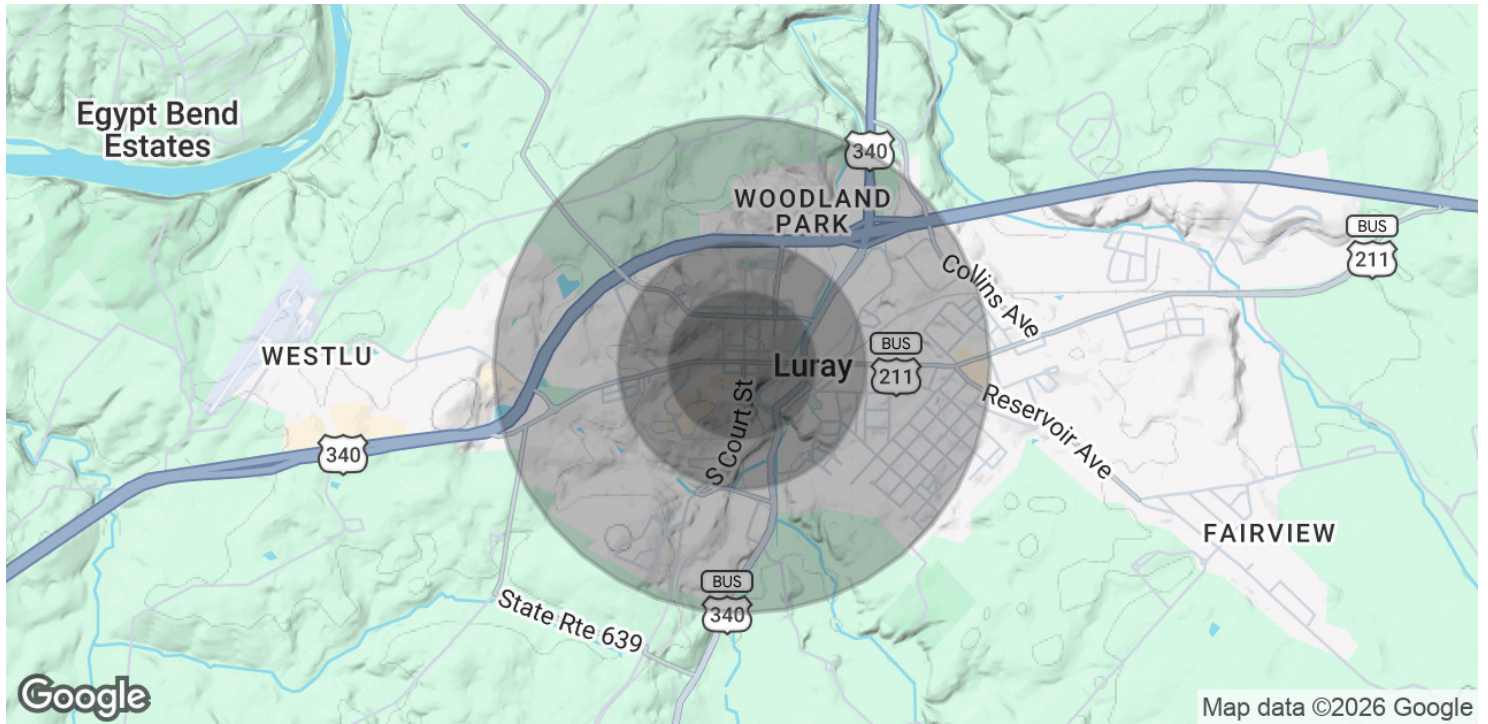 Egypt Bend
Estates
340
WOODLAND
PARK
BUS
211
Collins Ave
WESTLU
Luray
BUS
211
S Court St
Reservoir Ave
340
FAIRVIEW
BUS
340
State Rte 639
Google
Map data ©2026 Google